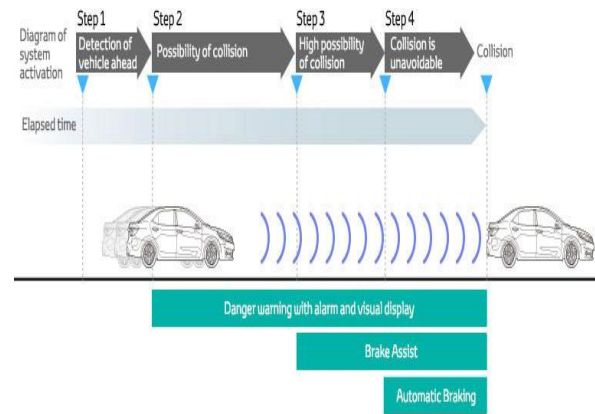 Step 1
Step 2
Step 3
Step 4
Diagram of
system
activation
Detection of
vehicle ahead
Possibility of collision
High possibility
of collision
Collision is
unavoidable
Collision
Elapsed time
Danger warning with alarm and visual display
Brake Assist
Automatic Braking